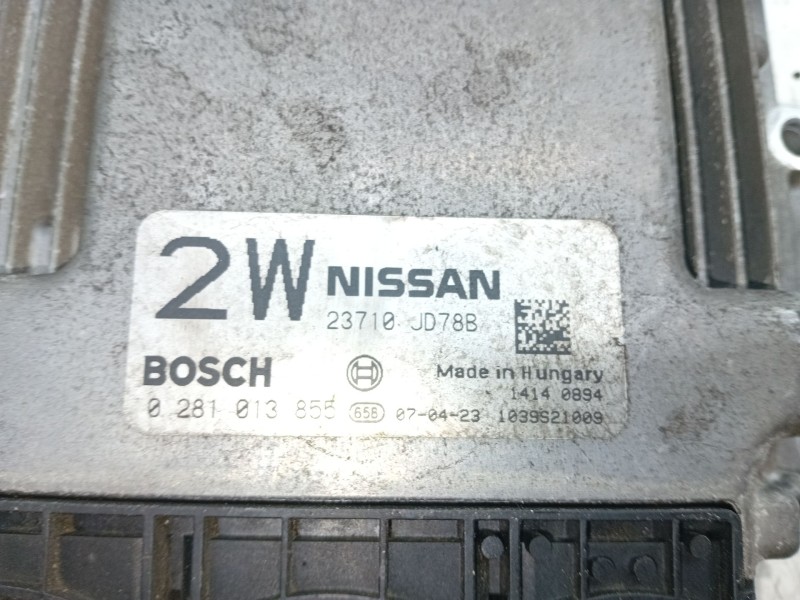 2W NISSAN
23710 JD78B
BOSCH Made in Hungary
1414 0894
0 281 013 855 656 07-04-23 1039S21009